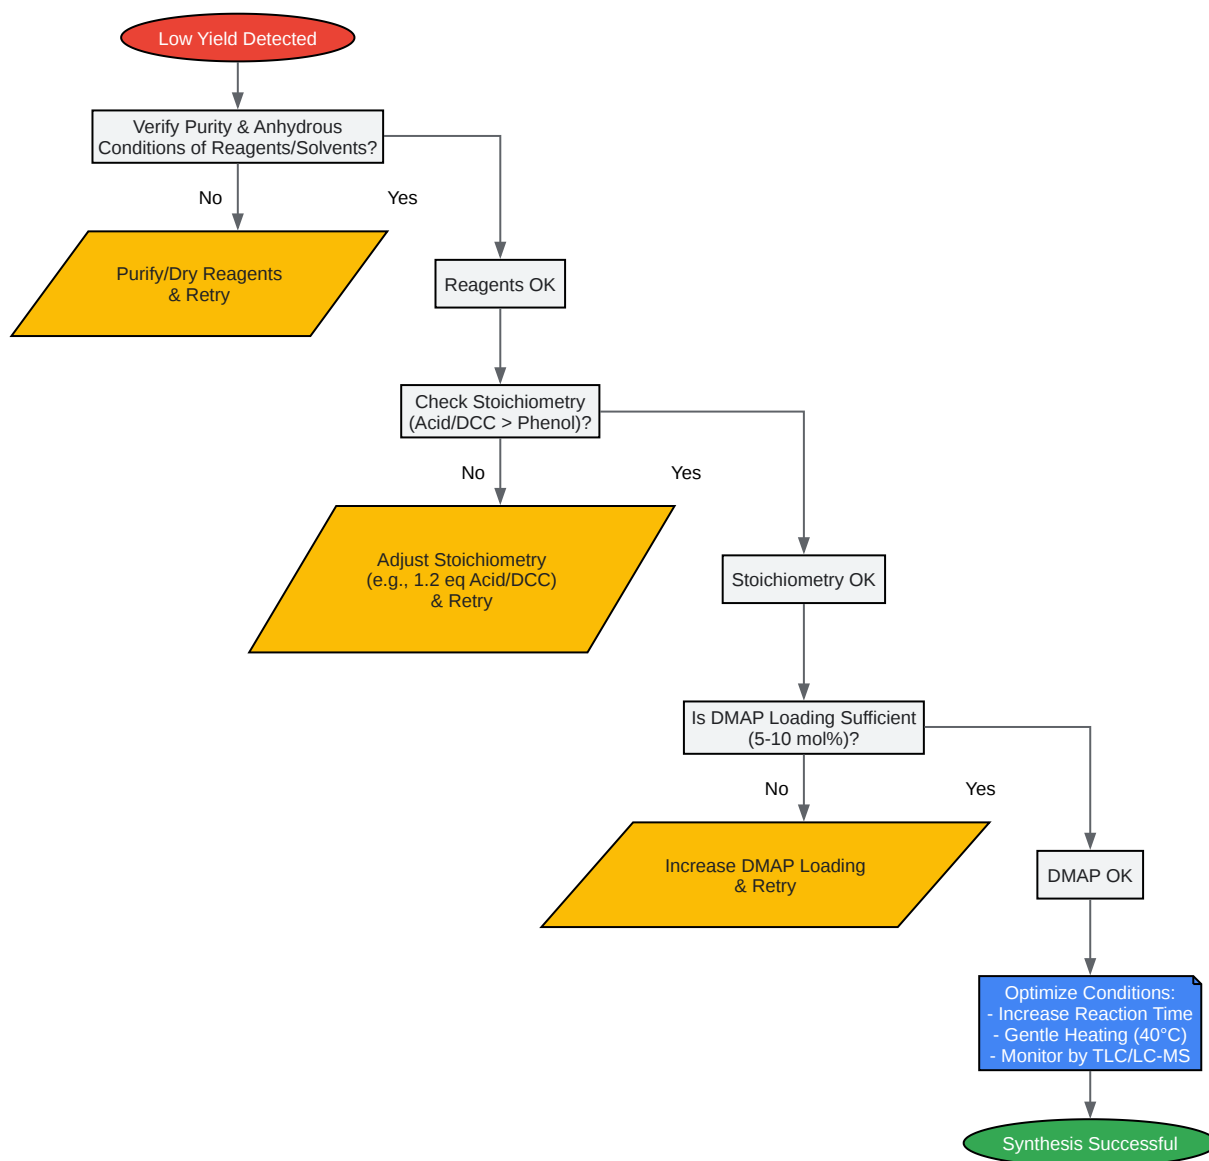 Low Yield Detected
Verify Purity & Anhydrous
Conditions of Reagents/Solvents?
No
Yes
Purify/Dry Reagents
& Retry
Reagents OK
Check Stoichiometry
(Acid/DCC > Phenol)?
No
Yes
Adjust Stoichiometry
(e.g., 1.2 eq Acid/DCC)
& Retry
Stoichiometry OK
Is DMAP Loading Sufficient
(5-10 mol%)?
No
Yes
Increase DMAP Loading
& Retry
DMAP OK
Optimize Conditions:
- Increase Reaction Time
- Gentle Heating (40°C)
- Monitor by TLC/LC-MS
Synthesis Successful